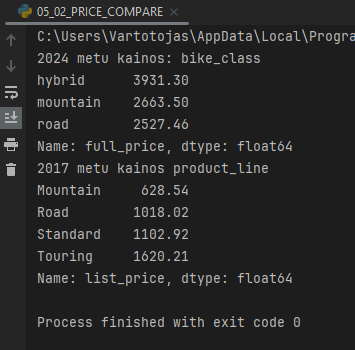 05_02_PRICE_COMPARE
C:\Users\Vartotojas\AppData\Local\Progra
2024 metu kainos: bike_class
hybrid 3931.30
mountain 2663.50
road 2527.46
Name: full_price, dtype: float64
2017 metu kainos product_line
Mountain 628.54
Road 1018.02
Standard 1102.92
Touring 1620.21
Name: list_price, dtype: float64
Process finished with exit code 0